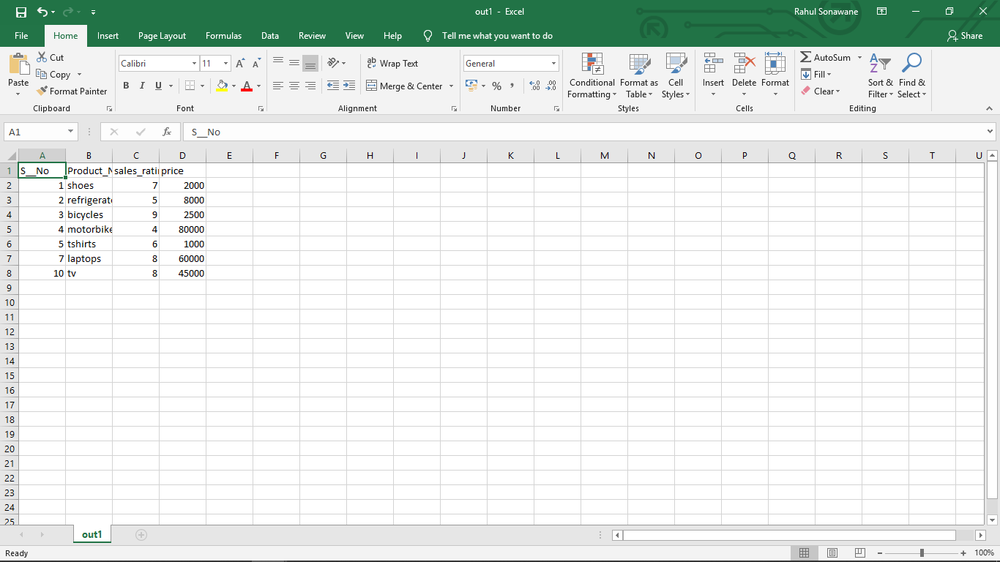 out1 - Excel
Rahul Sonawane
File Home Insert Page Layout Formulas Data Review View Help Tell me what you want to do Share
Paste
Cut
Copy
Format Painter
Clipboard
Calibri 11
B I U
Font
Wrap Text
Merge & Center
Alignment
General
%
Number
Conditional Formatting
Format as Table
Cell Styles
Styles
Insert Delete Format
Cells
AutoSum
Fill
Clear
Sort & Filter
Find & Select
Editing
A1 fx S__No
A B C D E F G H I J K L M N O P Q R S T U
1 S__No Product_N sales_ratin price
2 1 shoes 7 2000
3 2 refrigerato 5 8000
4 3 bicycles 9 2500
5 4 motorbike 4 80000
6 5 tshirts 6 1000
7 7 laptops 8 60000
8 10 tv 8 45000
9
10
11
12
13
14
15
16
17
18
19
20
21
22
23
24
25
out1
Ready
100%